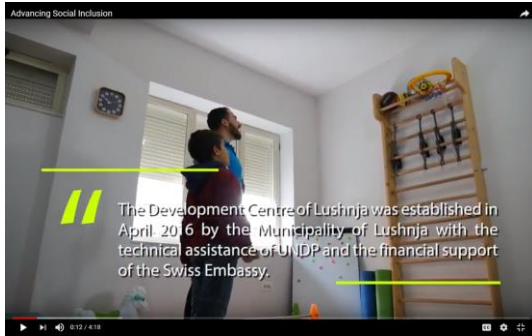 Advancing Social Inclusion
“
The Development Centre of Lushnja was established in
April 2016 by the Municipality of Lushnja with the
technical assistance of UNDP and the financial support
of the Swiss Embassy.
0:12 / 4:18